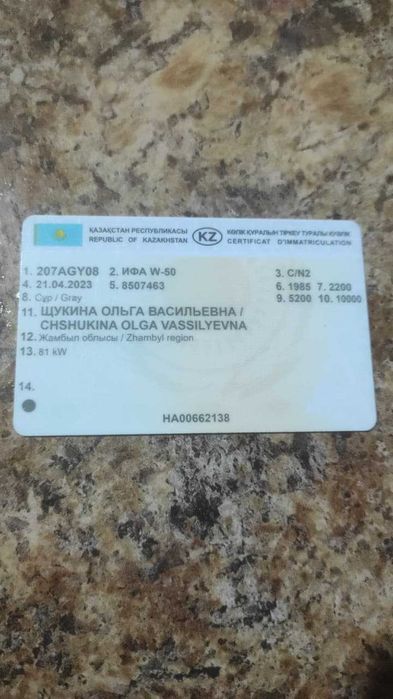 ҚАЗАҚСТАН РЕСПУБЛИКАСЫ
REPUBLIC OF KAZAKHSTAN
KZ
КӨЛІК ҚҰРАЛЫН ТІРКЕУ ТУРАЛЫ КУӘЛІК
CERTIFICAT D'IMMATRICULATION
1. 207AGY08 2. ИФА W-50 3. C/N2
4. 21.04.2023 5. 8507463 6. 1985 7. 2200
8. Сұр / Gray 9. 5200 10. 10000
11. ЩУКИНА ОЛЬГА ВАСИЛЬЕВНА /
CHSHUKINA OLGA VASSILYEVNA
12. Жамбыл облысы / Zhambyl region
13. 81 kW
14.
HA00662138